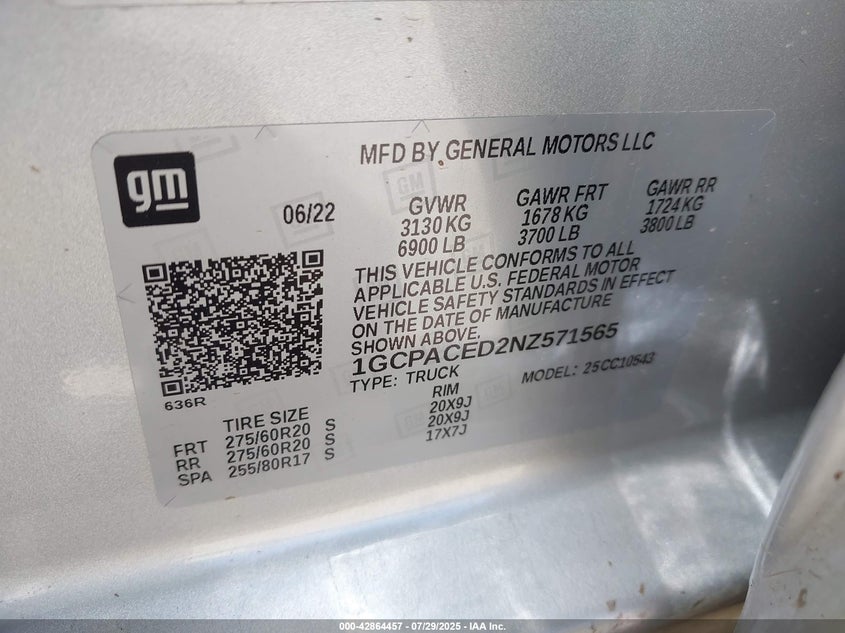 gm
MFD BY GENERAL MOTORS LLC
06/22
GVWR
3130 KG
6900 LB
GAWR FRT
1678 KG
3700 LB
GAWR RR
1724 KG
3800 LB
THIS VEHICLE CONFORMS TO ALL
APPLICABLE U.S. FEDERAL MOTOR
VEHICLE SAFETY STANDARDS IN EFFECT
ON THE DATE OF MANUFACTURE
SHOWN ABOVE.
1GCPACED2NZ571565
TYPE: TRUCK
MODEL: 25CC10543
636R
TIRE SIZE
RIM
FRT 275/60R20 S 20X9J
RR 275/60R20 S 20X9J
SPA 255/80R17 S 17X7J
000-42864457 - 07/29/2025 - IAA Inc.